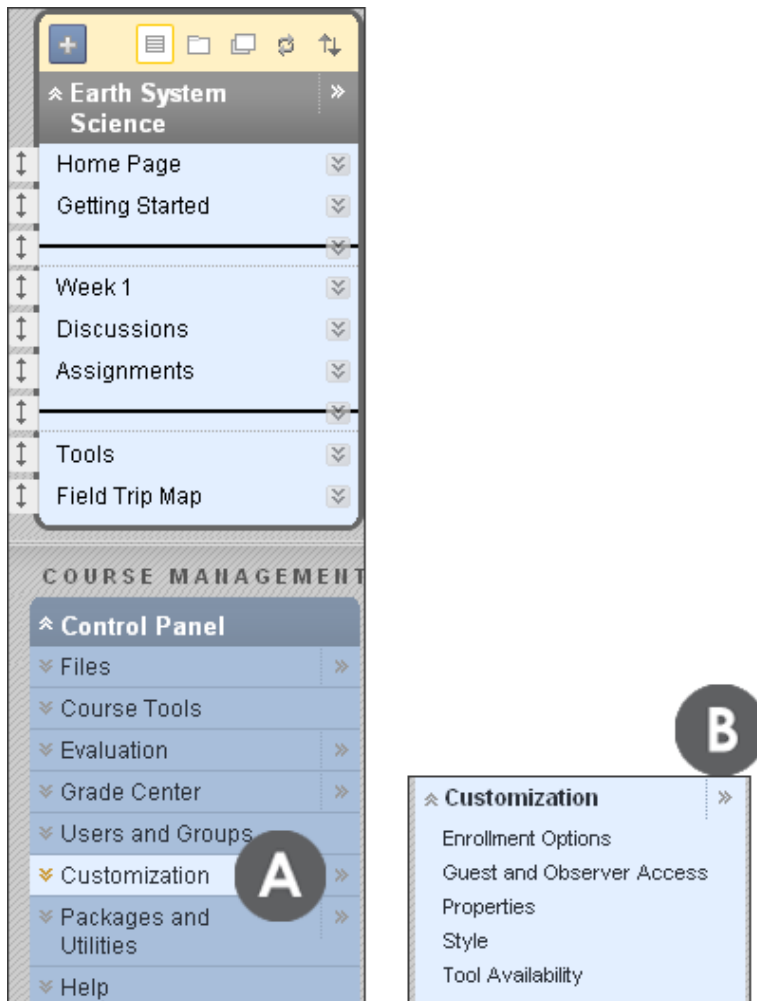 Earth System
Science
Home Page
Getting Started
Week 1
Discussions
Assignments
Tools
Field Trip Map
COURSE MANAGEMENT
Control Panel
Files
Course Tools
Evaluation
Grade Center
Users and Groups
Customization
A
Packages and
Utilities
Help
B
Customization
Enrollment Options
Guest and Observer Access
Properties
Style
Tool Availability